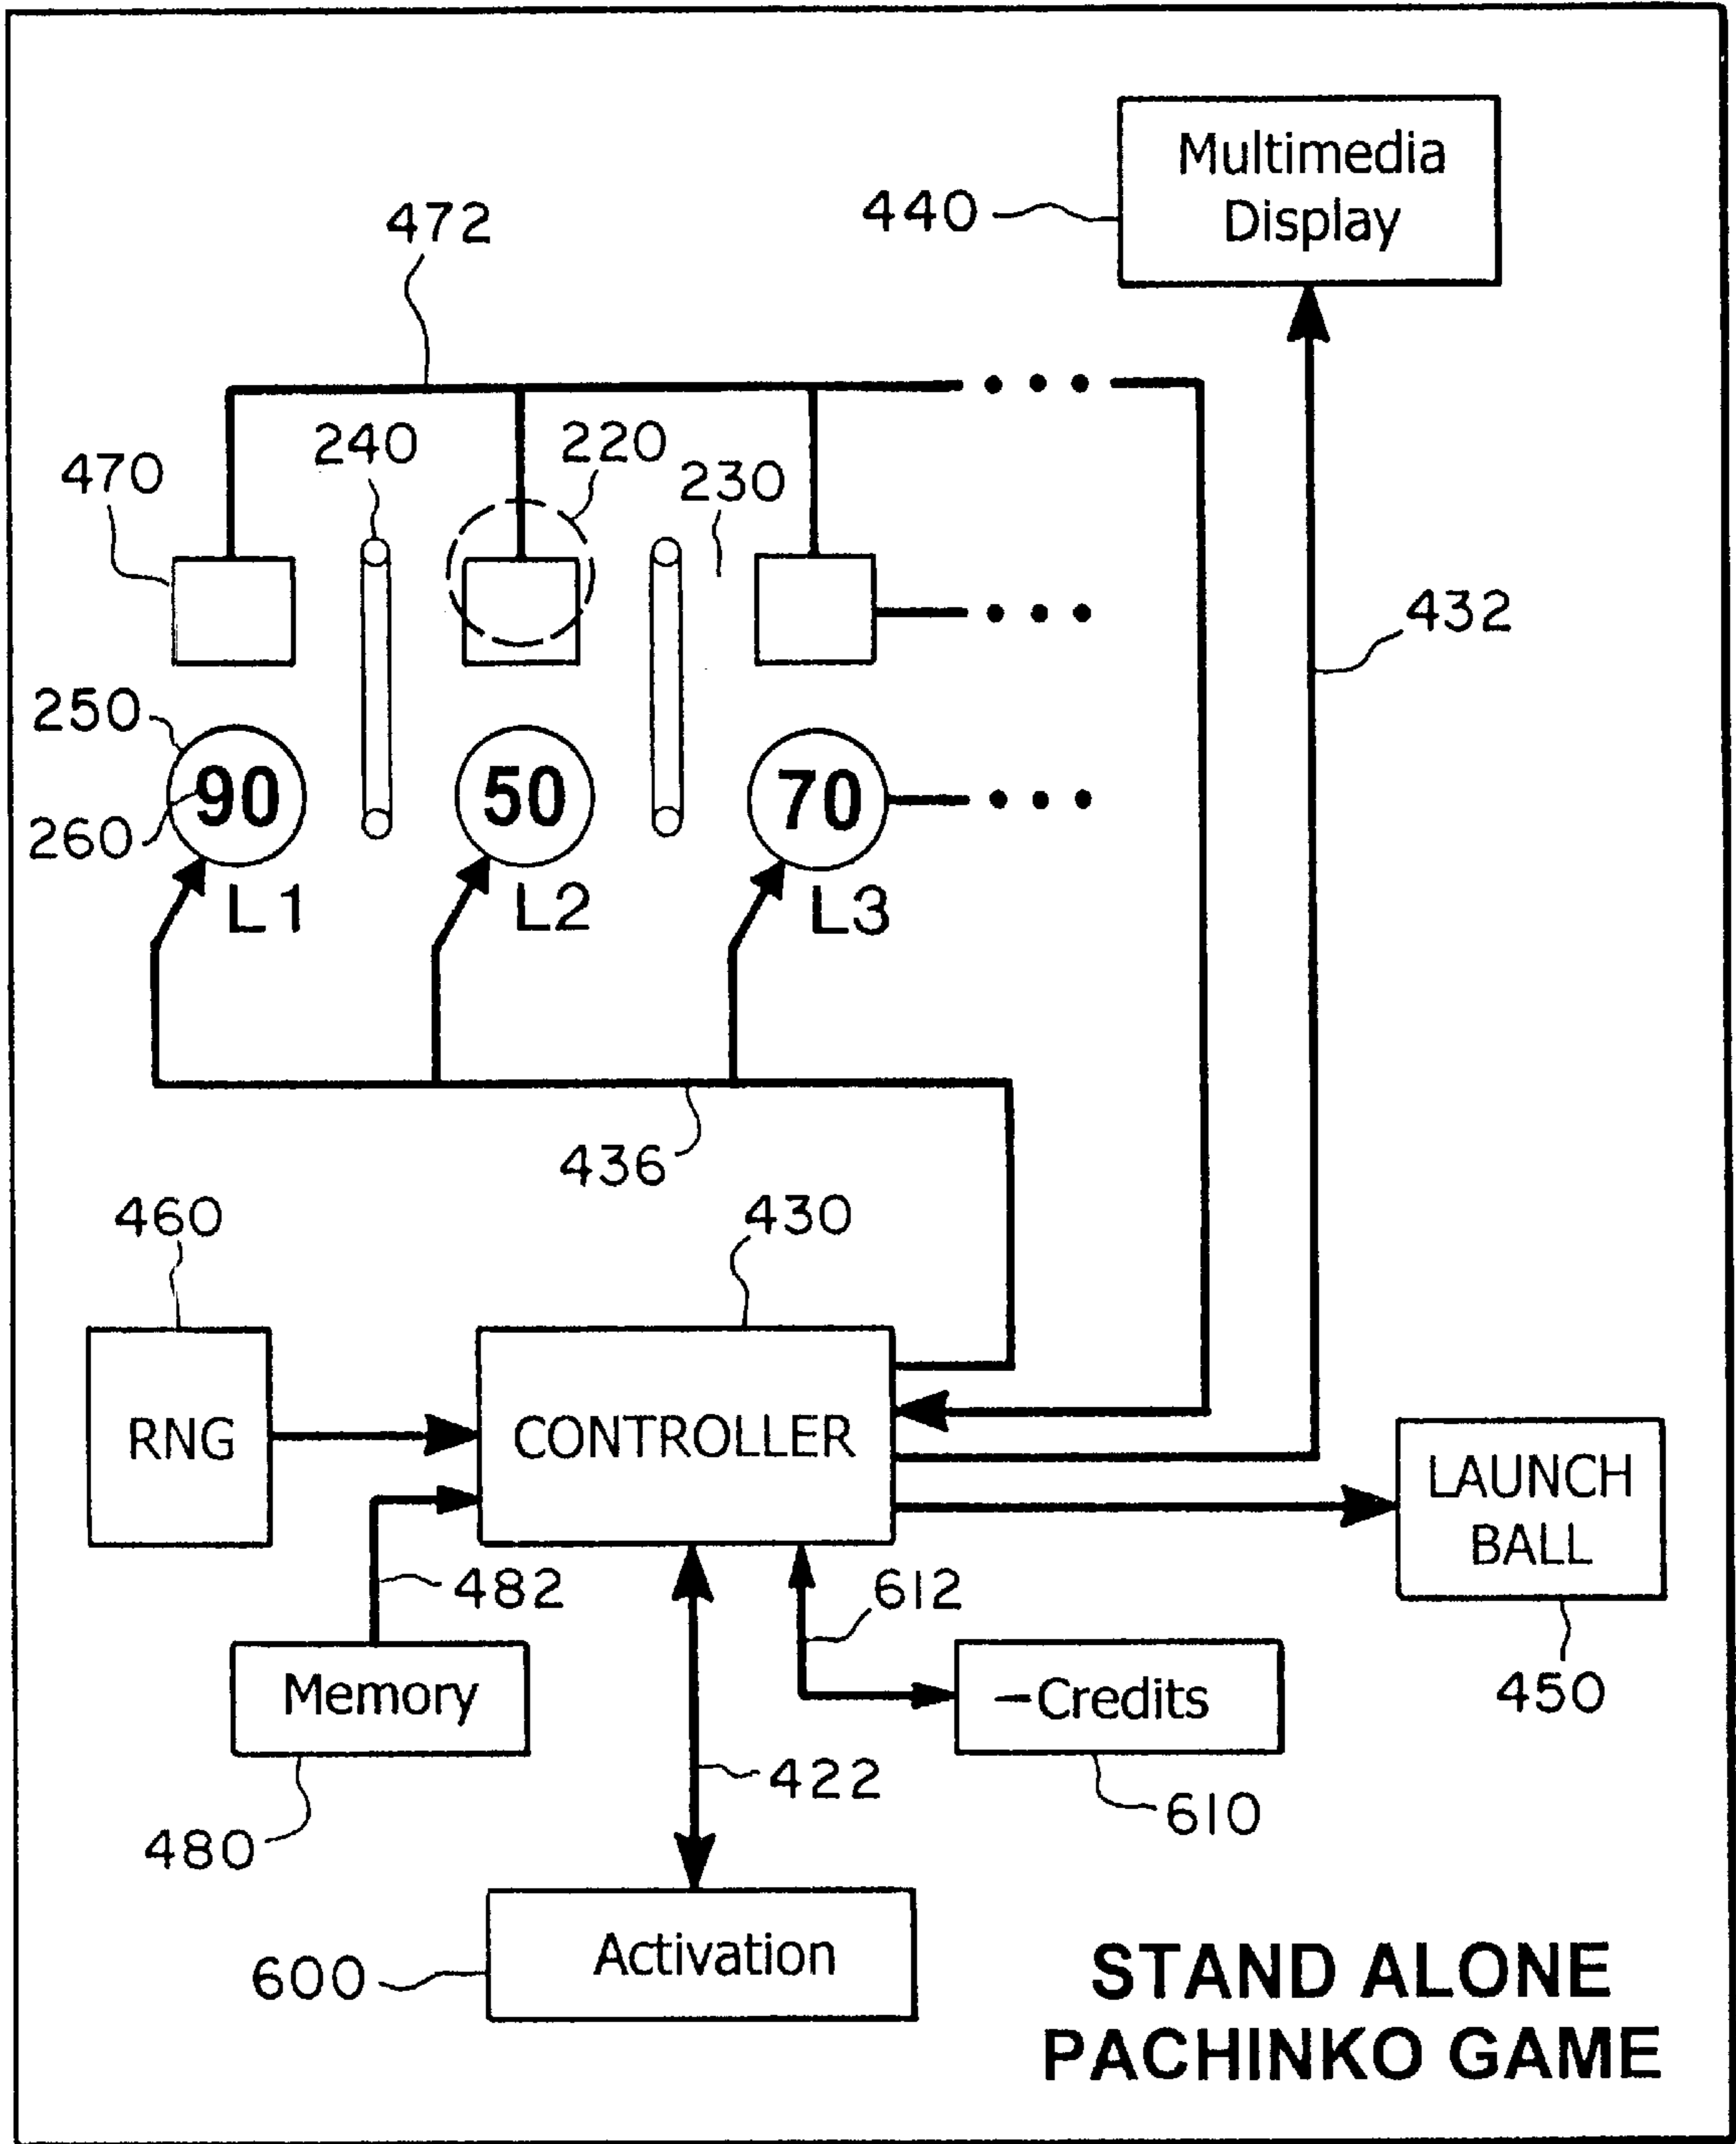 Multimedia
Display
440
472
240
220
230
470
432
250
90
50
70
260
L1
L2
L3
436
460
430
RNG
CONTROLLER
LAUNCH
BALL
482
612
Memory
–Credits
450
422
610
480
Activation
600
STAND ALONE
PACHINKO GAME